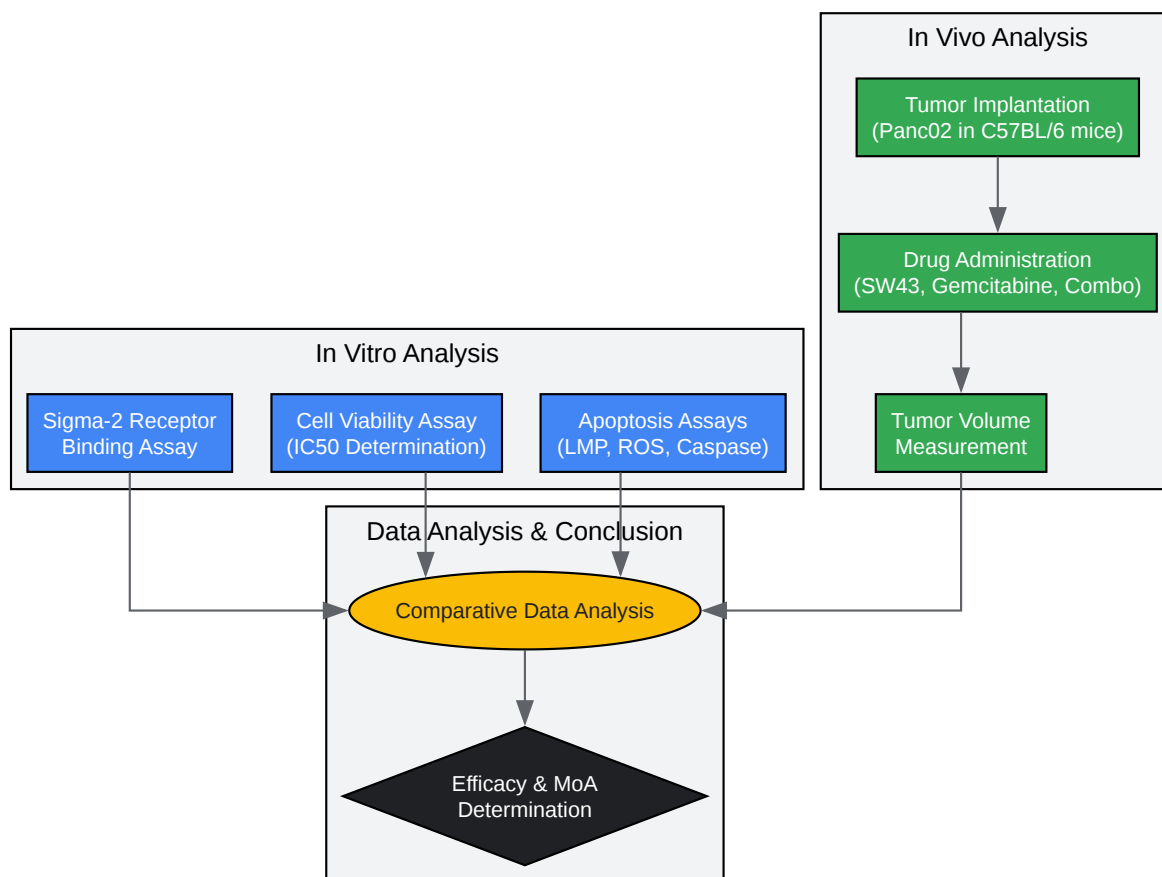 In Vivo Analysis
Tumor Implantation
(Panc02 in C57BL/6 mice)
Drug Administration
(SW43, Gemcitabine, Combo)
Tumor Volume
Measurement
In Vitro Analysis
Sigma-2 Receptor
Binding Assay
Cell Viability Assay
(IC50 Determination)
Apoptosis Assays
(LMP, ROS, Caspase)
Data Analysis & Conclusion
Comparative Data Analysis
Efficacy & MoA
Determination